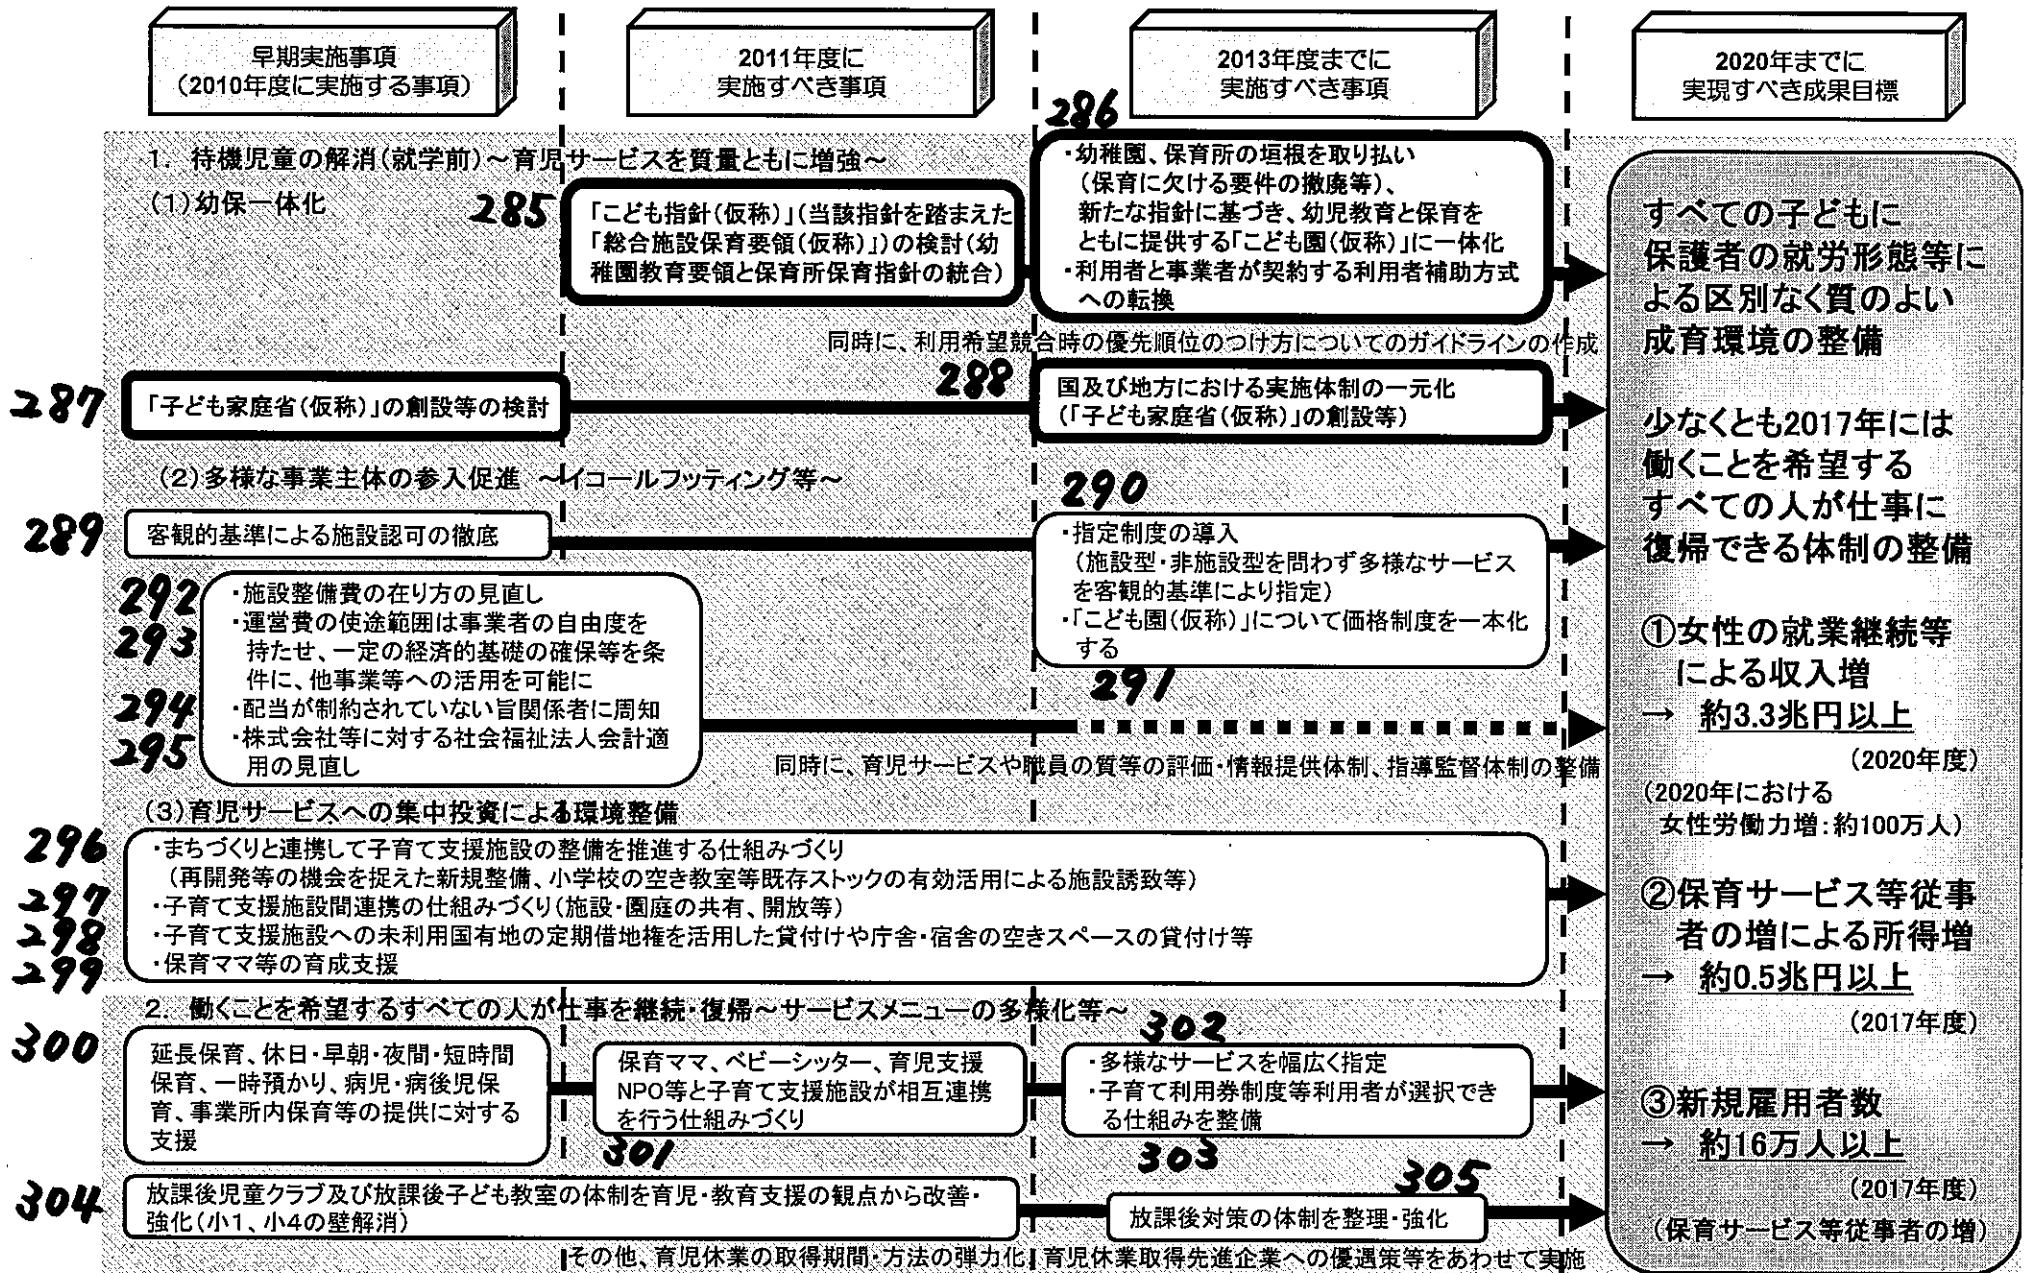 早期実施事項
(2010年度に実施する事項)
2011年度に
実施すべき事項
2013年度までに
実施すべき事項
2020年までに
実現すべき成果目標
1. 待機児童の解消(就学前)~育児サービスを質量ともに増強~
(1)幼保一体化
285
「こども指針(仮称)」(当該指針を踏まえた
「総合施設保育要領(仮称)」)の検討(幼
稚園教育要領と保育所保育指針の統合)
286
・幼稚園、保育所の垣根を取り払い
(保育に欠ける要件の撤廃等)、
新たな指針に基づき、幼児教育と保育を
ともに提供する「こども園(仮称)」に一体化
・利用者と事業者が契約する利用者補助方式
への転換
同時に、利用希望競合時の優先順位のつけ方についてのガイドラインの作成
287
「子ども家庭省(仮称)」の創設等の検討
288
国及び地方における実施体制の一元化
(「子ども家庭省(仮称)」の創設等)
(2)多様な事業主体の参入促進 ~イコールフッティング等~
289
客観的基準による施設認可の徹底
290
・指定制度の導入
(施設型・非施設型を問わず多様なサービス
を客観的基準により指定)
・「こども園(仮称)」について価格制度を一本化
する
291
292
・施設整備費の在り方の見直し
293
・運営費の使途範囲は事業者の自由度を
持たせ、一定の経済的基礎の確保等を条
件に、他事業等への活用を可能に
294
・配当が制約されていない旨関係者に周知
295
・株式会社等に対する社会福祉法人会計適
用の見直し
同時に、育児サービスや職員の質等の評価・情報提供体制、指導監督体制の整備
(3)育児サービスへの集中投資による環境整備
296
・まちづくりと連携して子育て支援施設の整備を推進する仕組みづくり
(再開発等の機会を捉えた新規整備、小学校の空き教室等既存ストックの有効活用による施設誘致等)
297
・子育て支援施設間連携の仕組みづくり(施設・園庭の共有、開放等)
298
・子育て支援施設への未利用国有地の定期借地権を活用した貸付けや庁舎・宿舎の空きスペースの貸付け等
299
・保育ママ等の育成支援
2. 働くことを希望するすべての人が仕事を継続・復帰~サービスメニューの多様化等~
300
延長保育、休日・早朝・夜間・短時間
保育、一時預かり、病児・病後児保
育、事業所内保育等の提供に対する
支援
保育ママ、ベビーシッター、育児支援
NPO等と子育て支援施設が相互連携
を行う仕組みづくり
301
302
・多様なサービスを幅広く指定
・子育て利用券制度等利用者が選択でき
る仕組みを整備
303
304
放課後児童クラブ及び放課後子ども教室の体制を育児・教育支援の観点から改善・
強化(小1、小4の壁解消)
305
放課後対策の体制を整理・強化
その他、育児休業の取得期間・方法の弾力化、育児休業取得先進企業への優遇策等をあわせて実施
すべての子どもに
保護者の就労形態等に
よる区別なく質のよい
成育環境の整備
少なくとも2017年には
働くことを希望する
すべての人が仕事に
復帰できる体制の整備
①女性の就業継続等
による収入増
→ 約3.3兆円以上
(2020年度)
(2020年における
女性労働力増:約100万人)
②保育サービス等従事
者の増による所得増
→ 約0.5兆円以上
(2017年度)
③新規雇用者数
→ 約16万人以上
(2017年度)
(保育サービス等従事者の増)